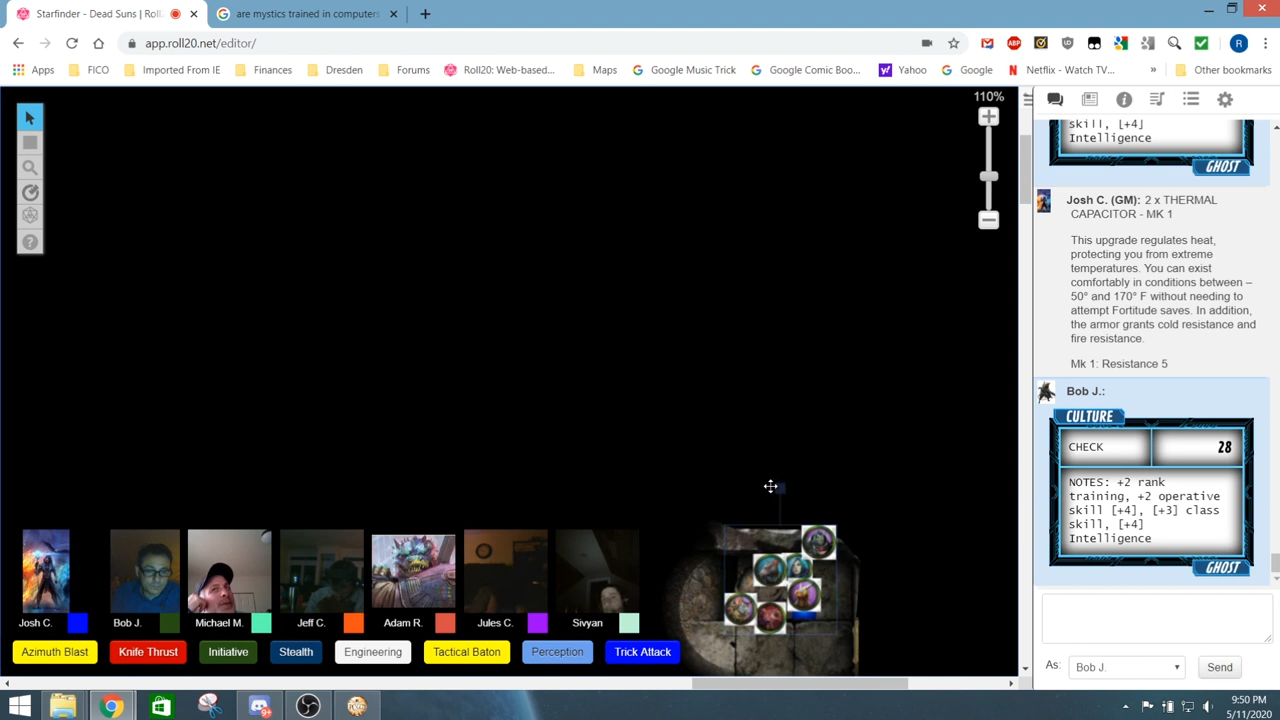 Starfinder - Dead Suns | Roll
are mystics trained in computers
app.roll20.net/editor/
R
Apps
FICO
Imported From IE
Finances
Dresden
Forums
Roll20: Web-based...
Maps
Google Music Trick
Google Comic Boo...
Yahoo
Google
Netflix - Watch TV...
»
Other bookmarks
110%
skill, [+4]
Intelligence
GHOST
Josh C. (GM): 2 x THERMAL
CAPACITOR - MK 1
This upgrade regulates heat,
protecting you from extreme
temperatures. You can exist
comfortably in conditions between –
50° and 170° F without needing to
attempt Fortitude saves. In addition,
the armor grants cold resistance and
fire resistance.
Mk 1: Resistance 5
Bob J.:
CULTURE
CHECK
28
NOTES: +2 rank
training, +2 operative
skill [+4], [+3] class
skill, [+4]
Intelligence
GHOST
Josh C.
Bob J.
Michael M.
Jeff C.
Adam R.
Jules C.
Sivyan
Azimuth Blast
Knife Thrust
Initiative
Stealth
Engineering
Tactical Baton
Perception
Trick Attack
As:
Bob J.
Send
9:50 PM
5/11/2020